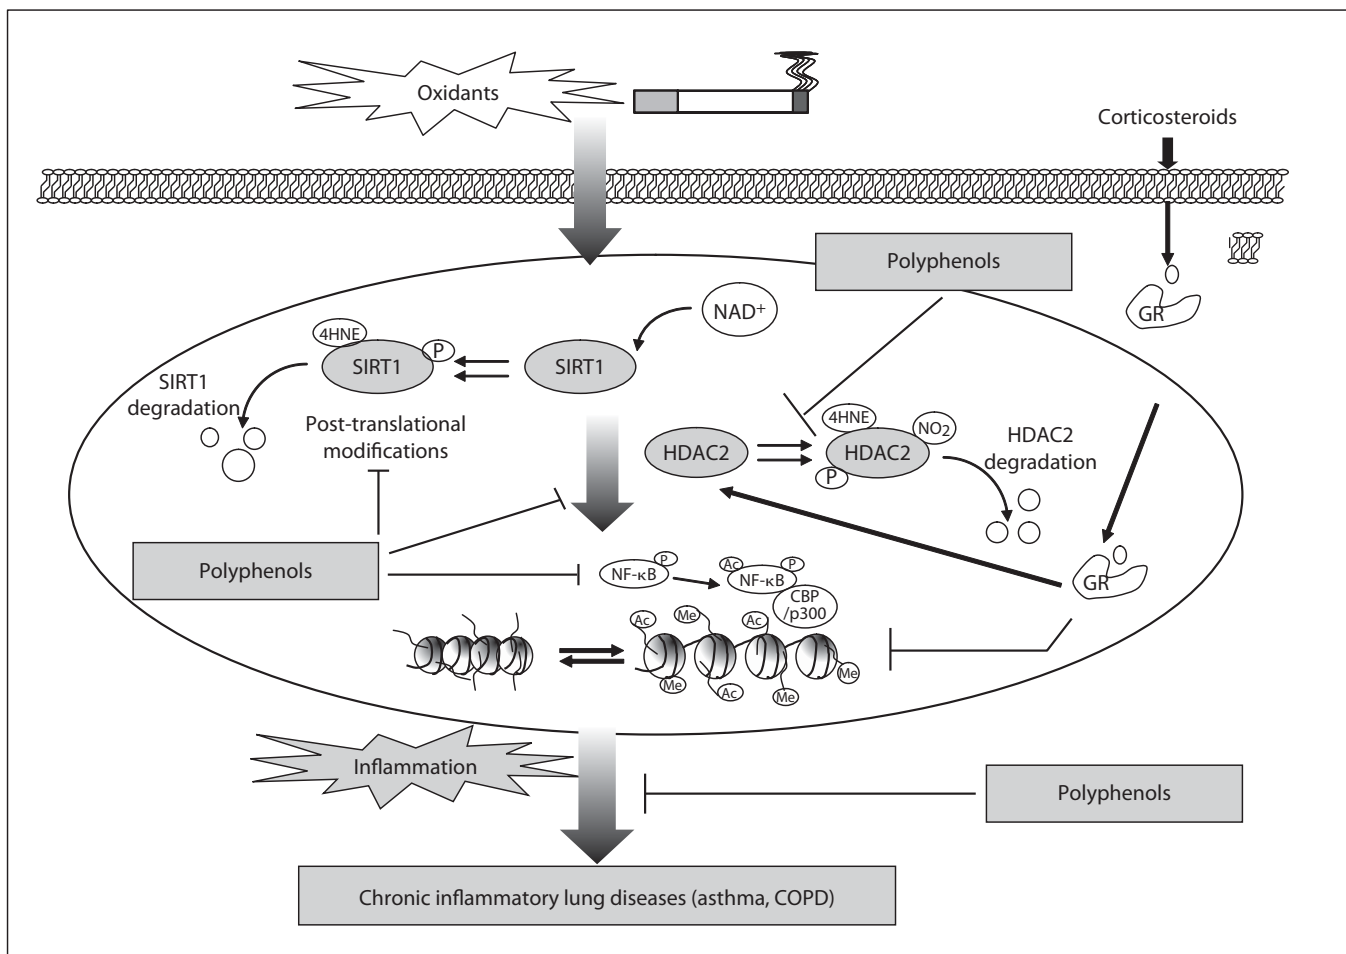 Oxidants
Corticosteroids
Polyphenols
GR
NAD+
4HNE
P
SIRT1
SIRT1
SIRT1
degradation
Post-translational
modifications
4HNE
NO2
HDAC2
HDAC2
P
HDAC2
degradation
Polyphenols
NF-κB
P
Ac
P
NF-κB
CBP
/p300
GR
Ac
Me
Ac
Me
Ac
Me
Me
Inflammation
Polyphenols
Chronic inflammatory lung diseases (asthma, COPD)